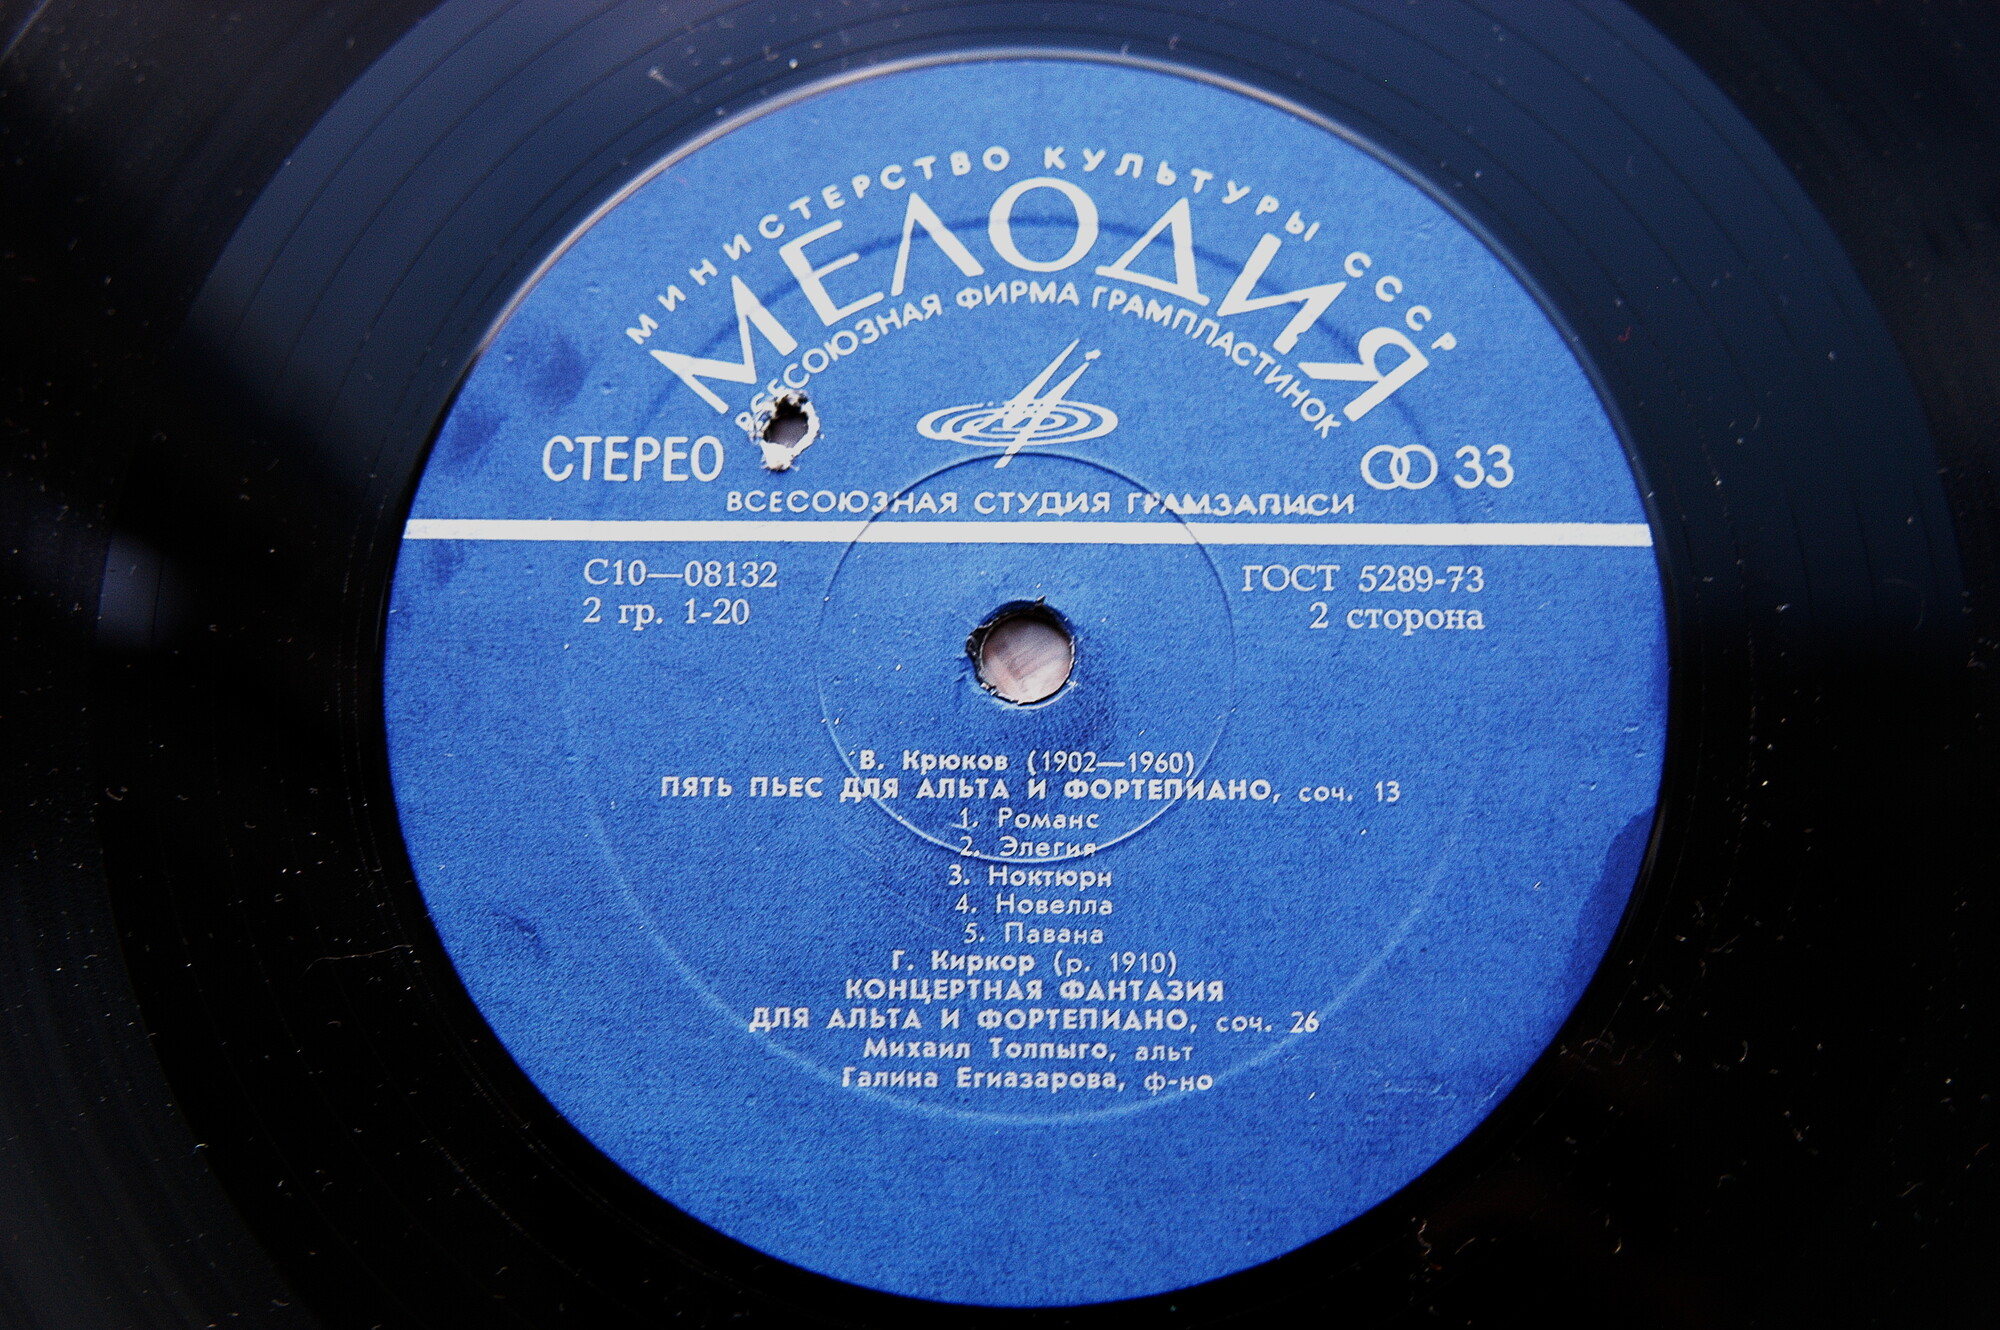 МИНИСТЕРСТВО КУЛЬТУРЫ СССР
МЕЛОДИЯ
ВСЕСОЮЗНАЯ ФИРМА ГРАМПЛАСТИНОК
СТЕРЕО
33
ВСЕСОЮЗНАЯ СТУДИЯ ГРАМЗАПИСИ
С10—08132
ГОСТ 5289-73
2 гр. 1-20
2 сторона
В. Крюков (1902—1960)
ПЯТЬ ПЬЕС ДЛЯ АЛЬТА И ФОРТЕПИАНО, соч. 13
1. Романс
2. Элегия
3. Ноктюрн
4. Новелла
5. Павана
Г. Киркор (р. 1910)
КОНЦЕРТНАЯ ФАНТАЗИЯ
ДЛЯ АЛЬТА И ФОРТЕПИАНО, соч. 26
Михаил Толпыго, альт
Галина Егиазарова, ф-но